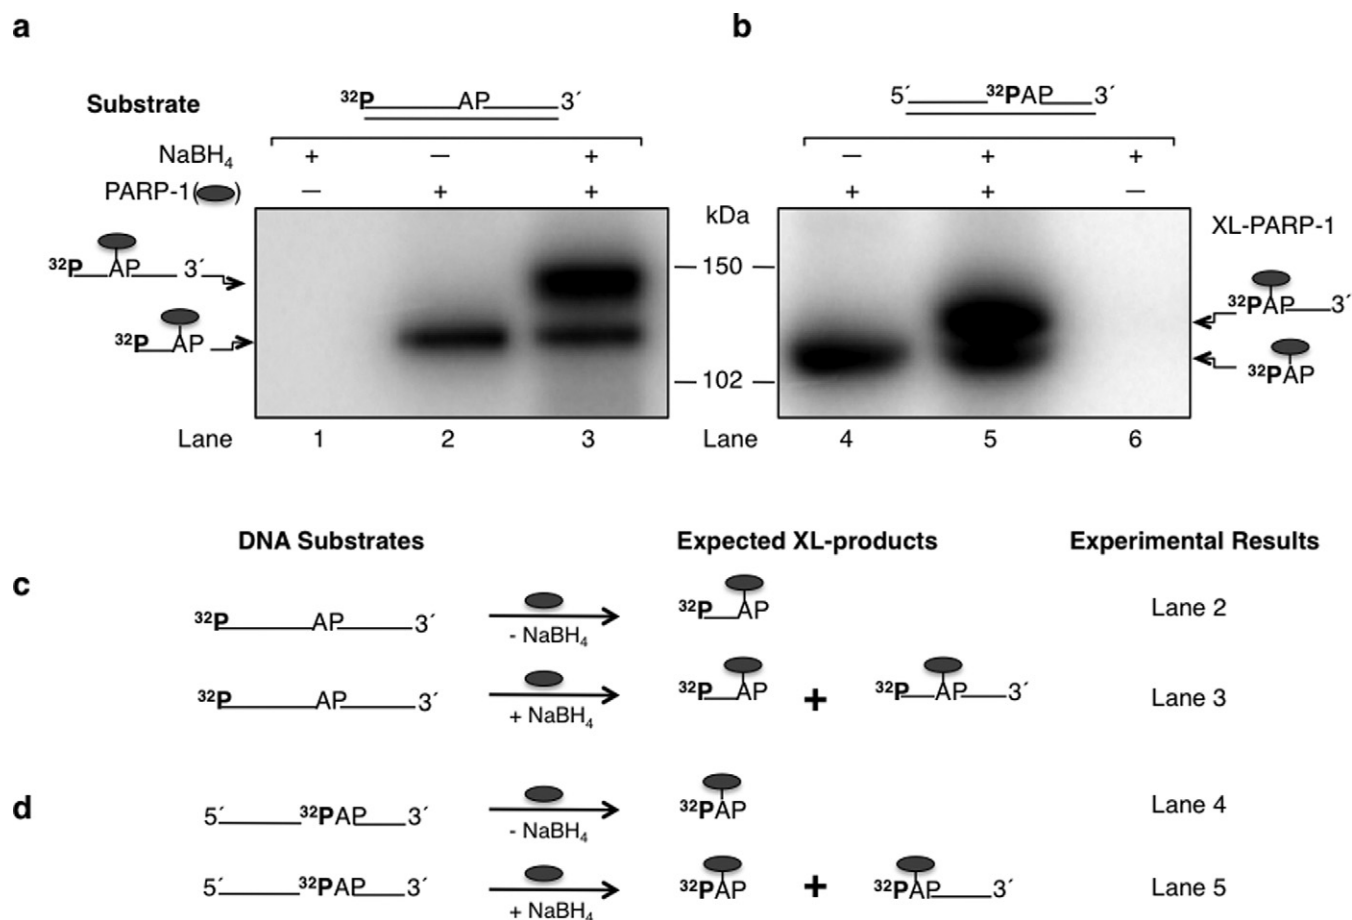 a
b
Substrate
32P AP 3´
5´ 32PAP 3´
NaBH4 + — + — + +
PARP-1( ) — + + + + —
kDa
XL-PARP-1
32P AP 3´
— 150 —
32PAP 3´
32P AP
32PAP
— 102 —
Lane 1 2 3 Lane 4 5 6
DNA Substrates Expected XL-products Experimental Results
c
32P AP 3´ - NaBH4 32P AP Lane 2
32P AP 3´ + NaBH4 32P AP + 32P AP 3´ Lane 3
d
5´ 32PAP 3´ - NaBH4 32PAP Lane 4
5´ 32PAP 3´ + NaBH4 32PAP + 32PAP 3´ Lane 5